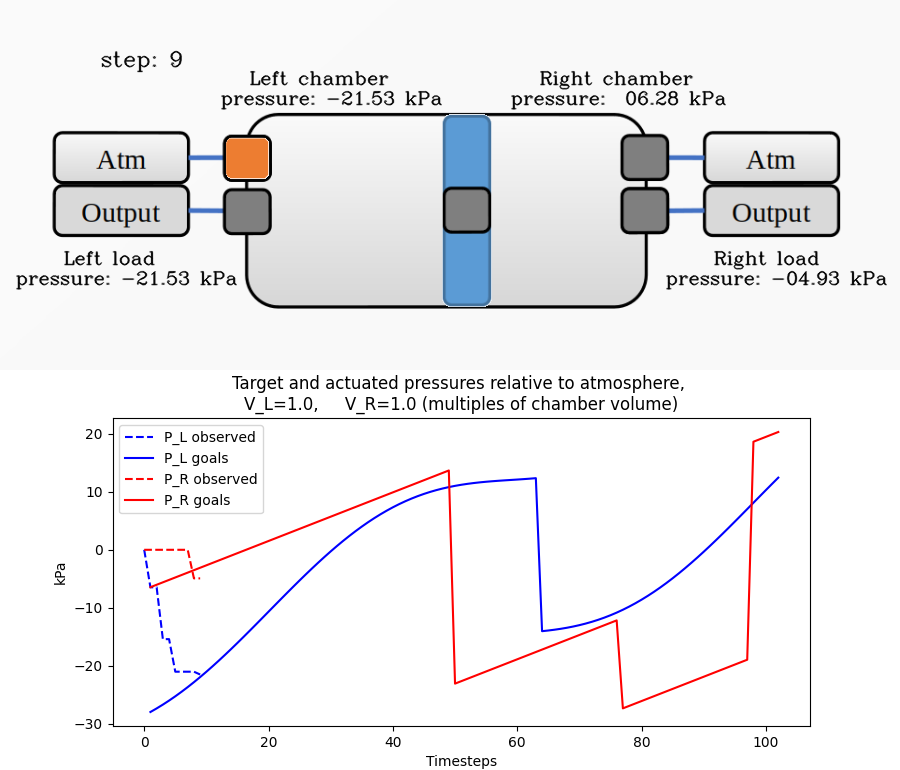 step: 9
Left chamber
pressure: −21.53 kPa
Right chamber
pressure:  06.28 kPa
Atm
Output
Atm
Output
Left load
pressure: −21.53 kPa
Right load
pressure: −04.93 kPa
Target and actuated pressures relative to atmosphere,
V_L=1.0,     V_R=1.0 (multiples of chamber volume)
P_L observed
P_L goals
P_R observed
P_R goals
20
10
0
−10
−20
−30
kPa
0 20 40 60 80 100
Timesteps